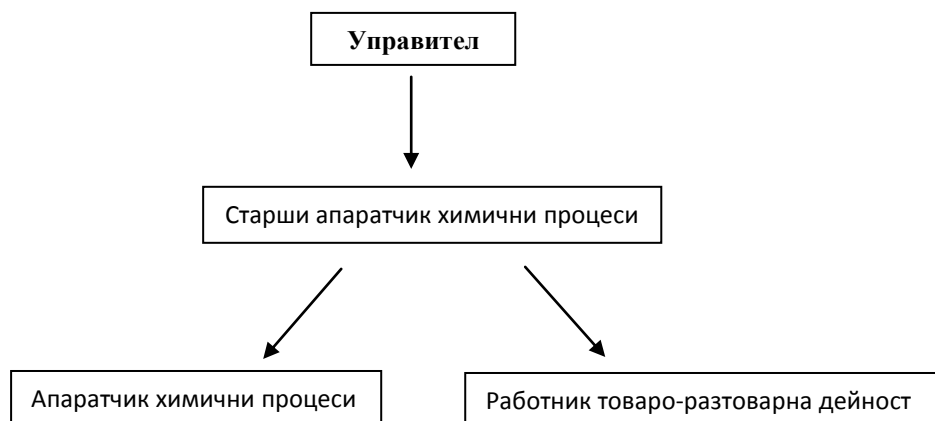 Управител
Старши апаратчик химични процеси
Апаратчик химични процеси
Работник товаро-разтоварна дейност